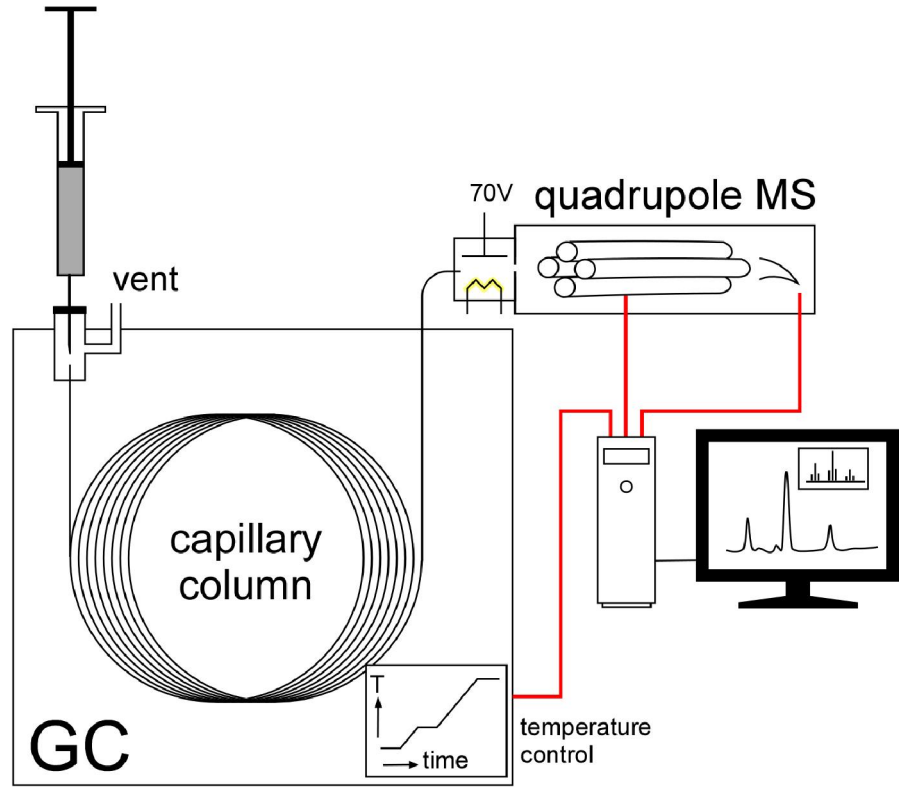 70V
quadrupole MS
vent
capillary
column
T
time
GC
temperature
control